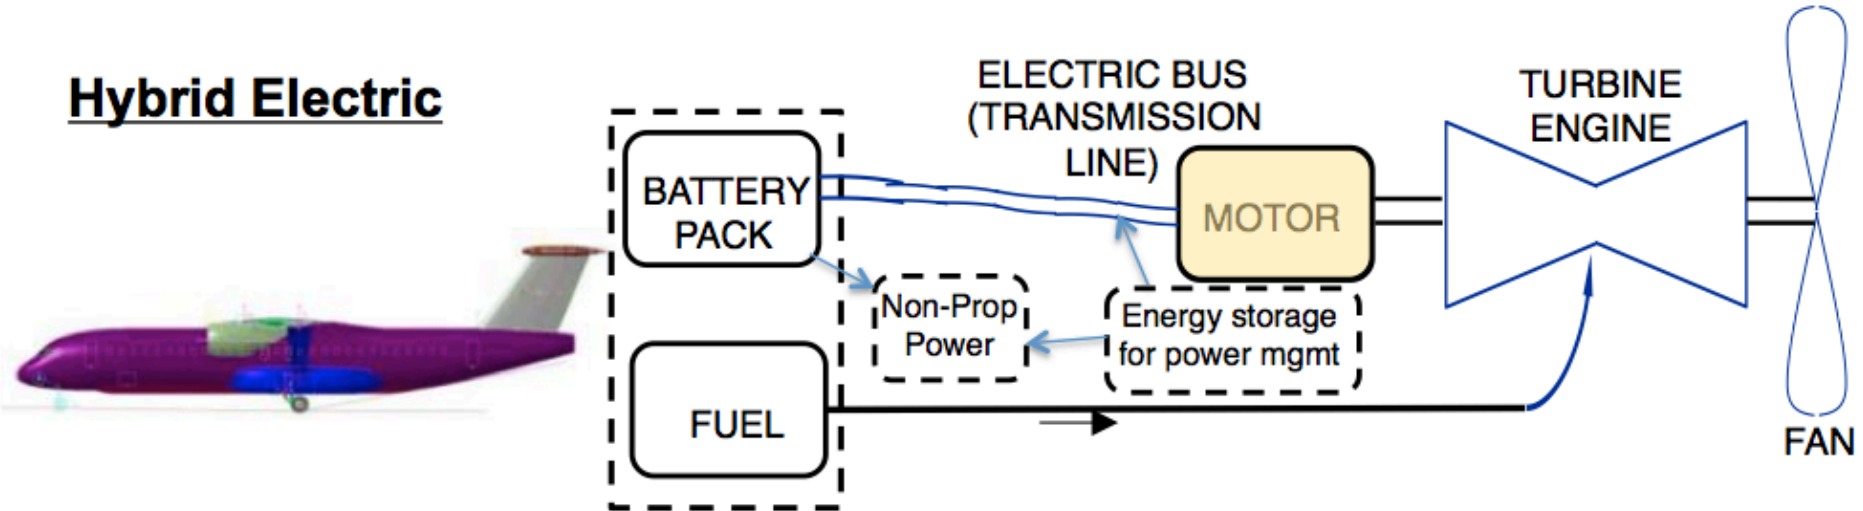 Hybrid Electric
BATTERY
PACK
FUEL
Non-Prop
Power
ELECTRIC BUS
(TRANSMISSION
LINE)
MOTOR
Energy storage
for power mgmt
TURBINE
ENGINE
FAN